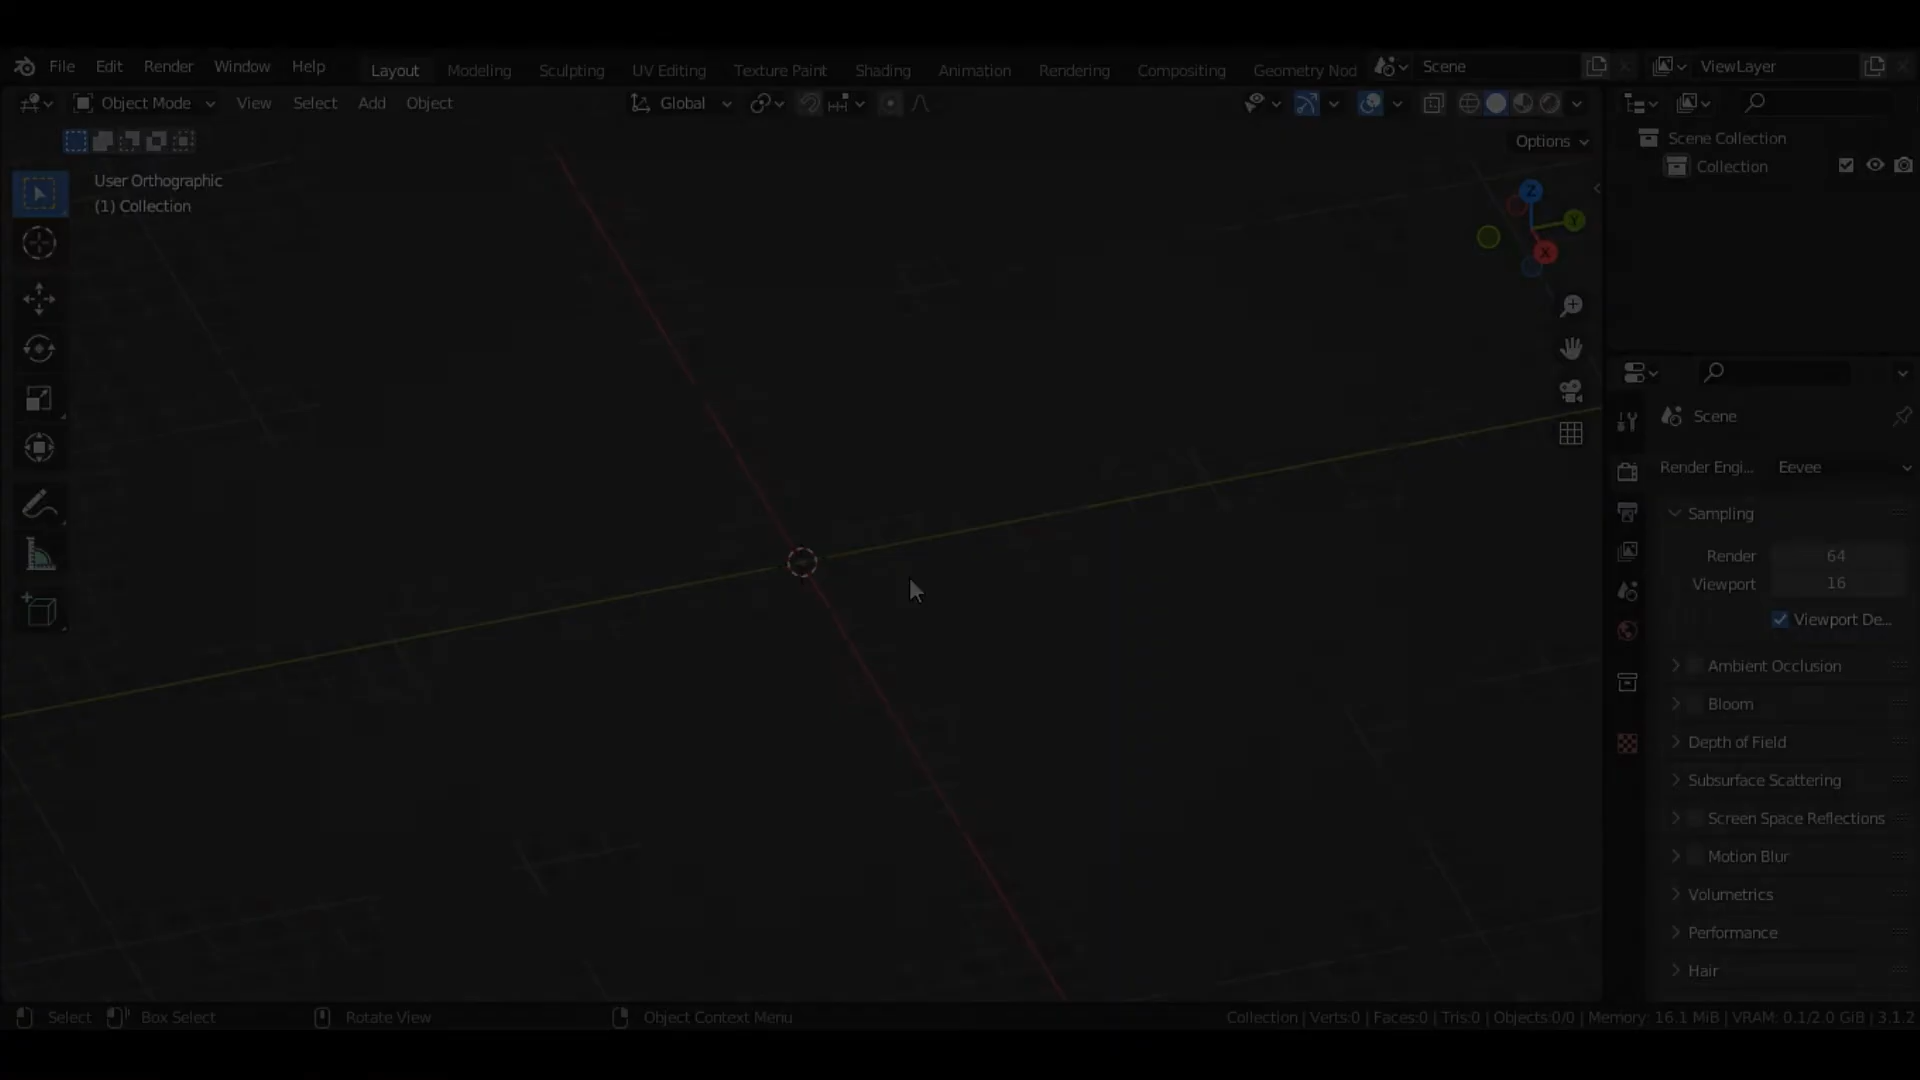 File Edit Render Window Help Layout Modeling Sculpting UV Editing Texture Paint Shading Animation Rendering Compositing Geometry Nod Scene ViewLayer
Object Mode View Select Add Object Global
Options
User Orthographic
(1) Collection
Z
Y
X
Scene Collection
Collection
Scene
Render Engi... Eevee
Sampling
Render 64
Viewport 16
Viewport De...
Ambient Occlusion
Bloom
Depth of Field
Subsurface Scattering
Screen Space Reflections
Motion Blur
Volumetrics
Performance
Hair
Select Box Select Rotate View Object Context Menu Collection | Verts:0 | Faces:0 | Tris:0 | Objects:0/0 | Memory: 16.1 MiB | VRAM: 0.1/2.0 GiB | 3.1.2